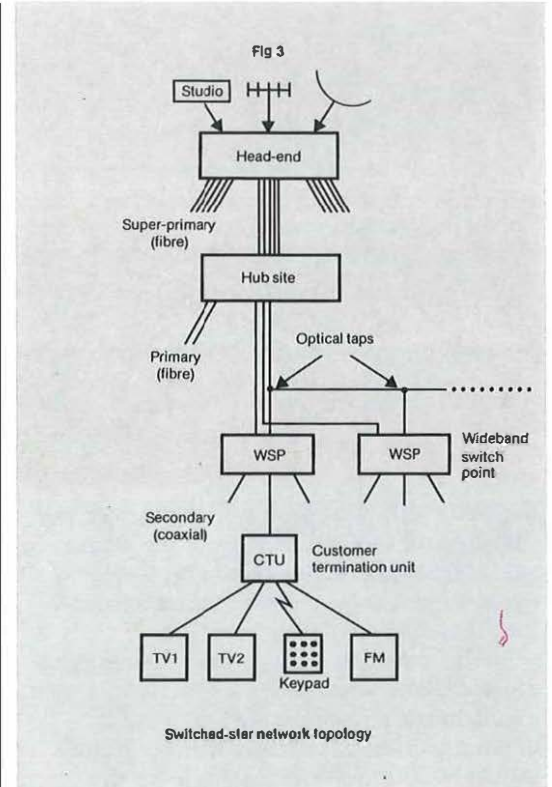 Fig 3
Studio
Head-end
Super-primary
(fibre)
Hub site
Primary
(fibre)
Optical taps
WSP
WSP
Wideband
switch
point
Secondary
(coaxial)
CTU
Customer
termination unit
TV1
TV2
Keypad
FM
Switched-star network topology